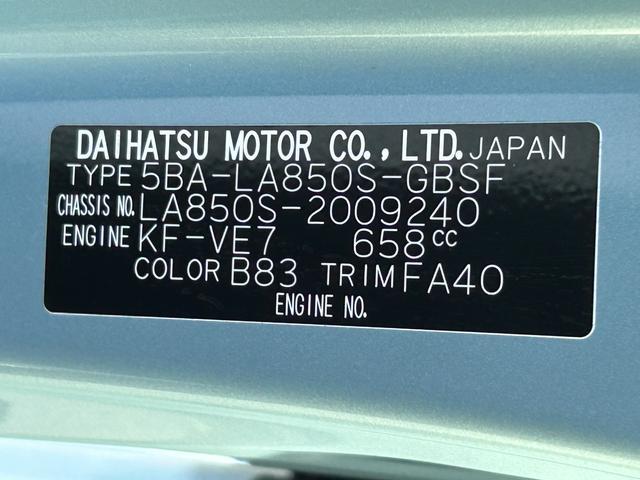 DAIHATSU MOTOR CO., LTD. JAPAN
TYPE 5BA-LA850S-GBSF
CHASSIS NO. LA850S-2009240
ENGINE KF-VE7 658cc
COLOR B83 TRIM FA40
ENGINE NO.